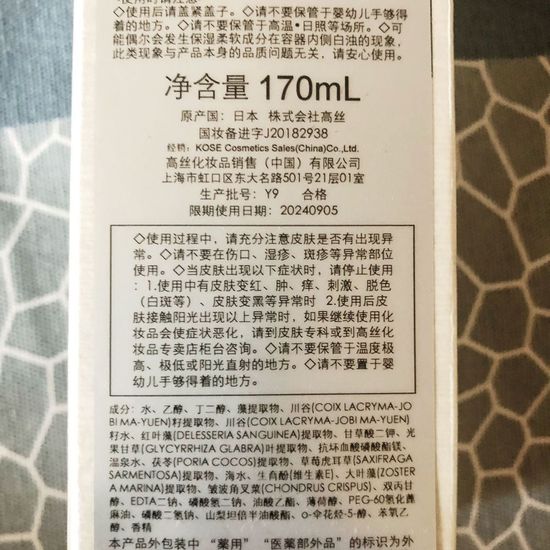 ◇使用后请盖紧盖子。◇请不要保管于婴幼儿手够得
着的地方。◇请不要保管于高温·日照等场所。◇可
能偶尔会发生保湿柔软成分在容器内侧白浊的现象，
此类现象与产品本身的品质问题无关，请安心使用。
净含量 170mL
原产国：日本 株式会社高丝
国妆备进字J20182938
经销：KOSE Cosmetics Sales(China)Co.,Ltd.
高丝化妆品销售（中国）有限公司
上海市虹口区东大名路501号21层01室
生产批号：Y9 合格
限期使用日期：20240905
◇使用过程中，请充分注意皮肤是否有出现异
常。◇请不要在伤口、湿疹、斑疹等异常部位
使用。◇当皮肤出现以下症状时，请停止使用
：1.使用中有皮肤变红、肿、痒、刺激、脱色
（白斑等）、皮肤变黑等异常时 2.使用后皮
肤接触阳光出现以上异常时，如果继续使用化
妆品会使症状恶化，请到皮肤专科或到高丝化
妆品专卖店柜台咨询。◇请不要保管于温度极
高、极低或阳光直射的地方。◇请不要置于婴
幼儿手够得着的地方。
成分：水、乙醇、丁二醇、藻提取物、川谷(COIX LACRYMA-JO
BI MA-YUEN)籽提取物、川谷(COIX LACRYMA-JOBI MA-YUEN)
籽水、红叶藻(DELESSERIA SANGUINEA)提取物、甘草酸二钾、光
果甘草(GLYCYRRHIZA GLABRA)叶提取物、抗坏血酸磷酸酯镁、
温泉水、茯苓(PORIA COCOS)提取物、草莓虎耳草(SAXIFRAGA
SARMENTOSA)提取物、海水、生育酚(维生素E)、大叶藻(ZOSTER
A MARINA)提取物、皱波角叉菜(CHONDRUS CRISPUS)、双丙甘
醇、EDTA二钠、磷酸氢二钠、油酸乙酯、薄荷醇、PEG-60氢化蓖
麻油、磷酸二氢钠、山梨坦倍半油酸酯、o-伞花烃-5-醇、苯氧乙
醇、香精
本产品外包装中“薬用”“医薬部外品”的标识为外